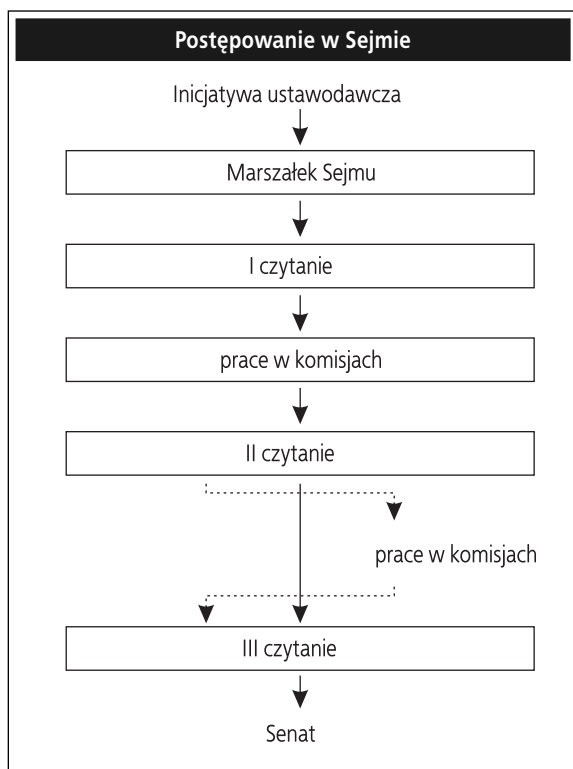 Postępowanie w Sejmie
Inicjatywa ustawodawcza
Marszałek Sejmu
I czytanie
prace w komisjach
II czytanie
prace w komisjach
III czytanie
Senat